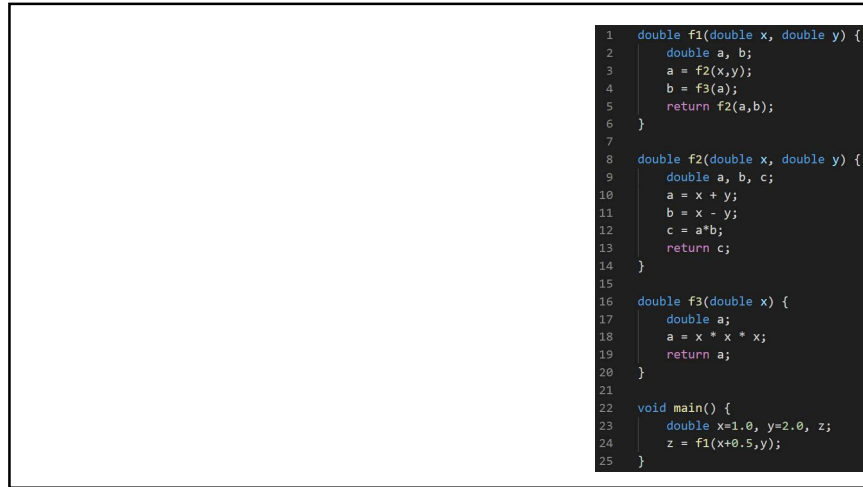 1 double f1(double x, double y) {
2     double a, b;
3     a = f2(x,y);
4     b = f3(a);
5     return f2(a,b);
6 }
7
8 double f2(double x, double y) {
9     double a, b, c;
10     a = x + y;
11     b = x - y;
12     c = a*b;
13     return c;
14 }
15
16 double f3(double x) {
17     double a;
18     a = x * x * x;
19     return a;
20 }
21
22 void main() {
23     double x=1.0, y=2.0, z;
24     z = f1(x+0.5,y);
25 }